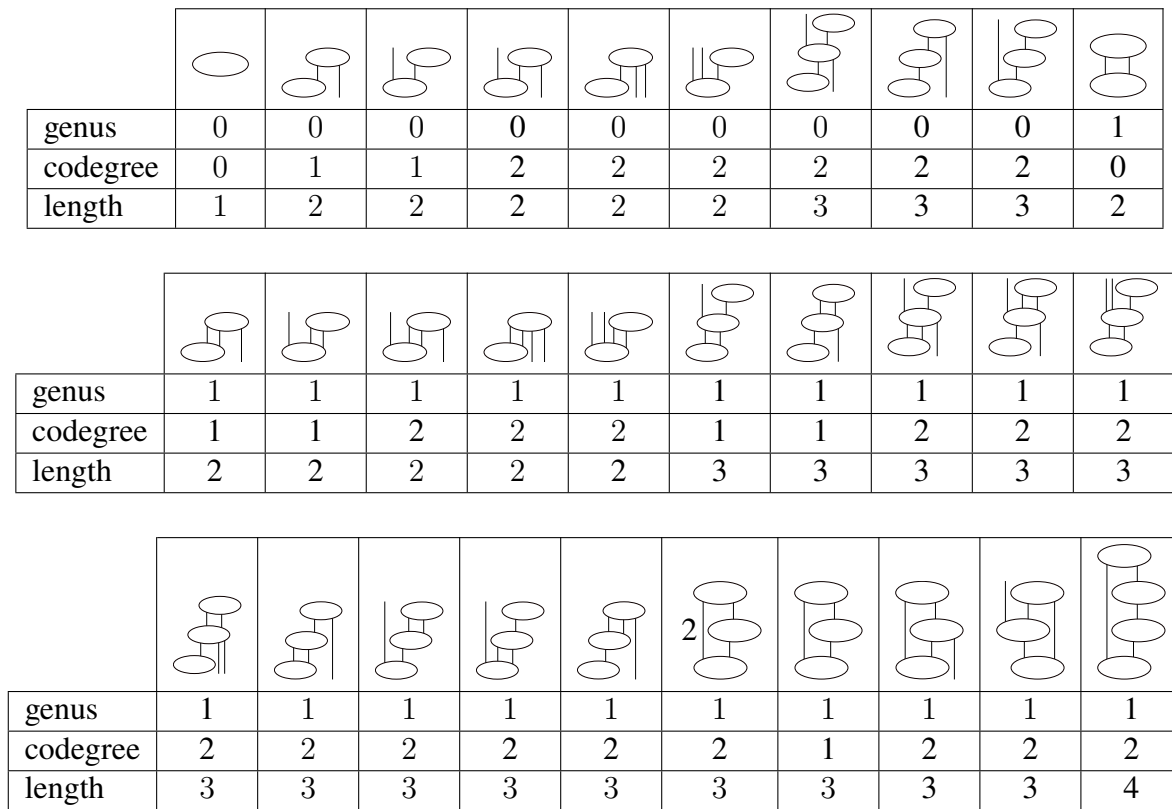 genus 0 0 0 0 0 0 0 0 0 1
codegree 0 1 1 2 2 2 2 2 2 0
length 1 2 2 2 2 2 3 3 3 2
genus 1 1 1 1 1 1 1 1 1 1
codegree 1 1 2 2 2 1 1 2 2 2
length 2 2 2 2 2 3 3 3 3 3
2
genus 1 1 1 1 1 1 1 1 1 1
codegree 2 2 2 2 2 2 1 2 2 2
length 3 3 3 3 3 3 3 3 3 4